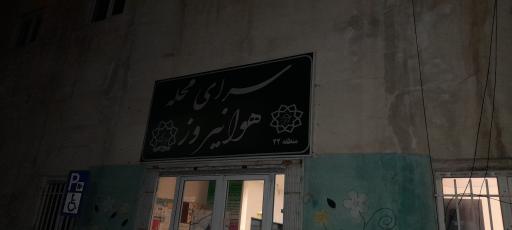 سرای محله
هوانیروز
منطقه ۲۲
P